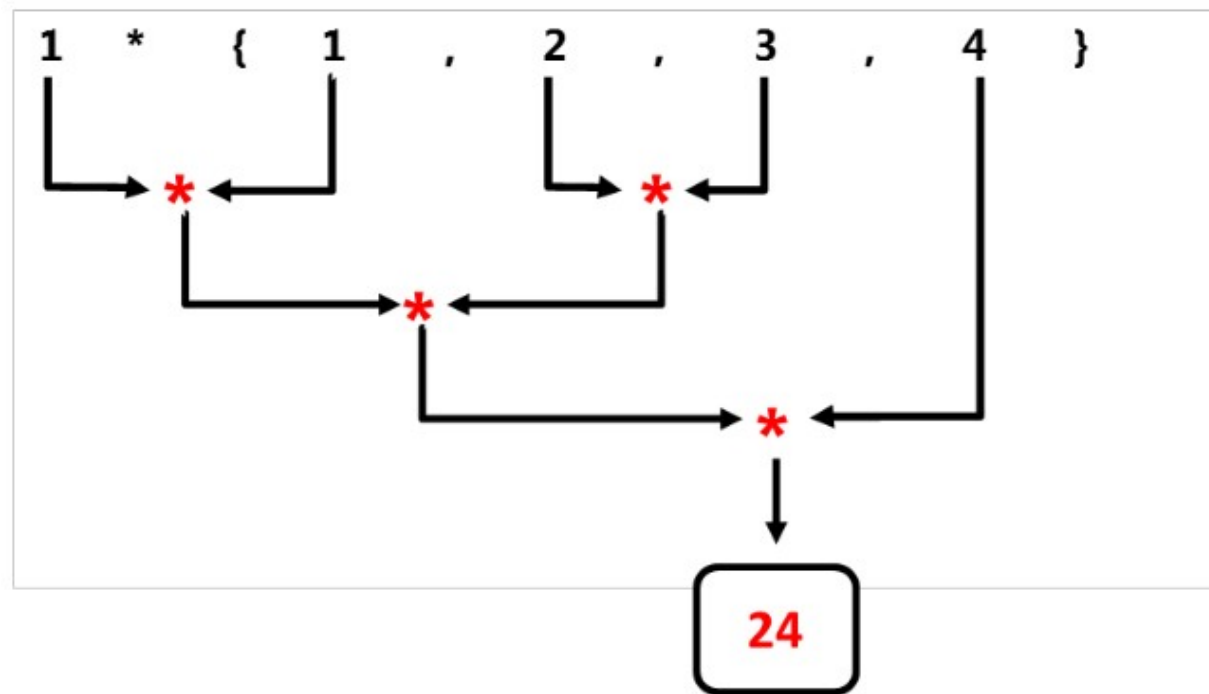 1 * { 1 , 2 , 3 , 4 }
* *
*
*
24